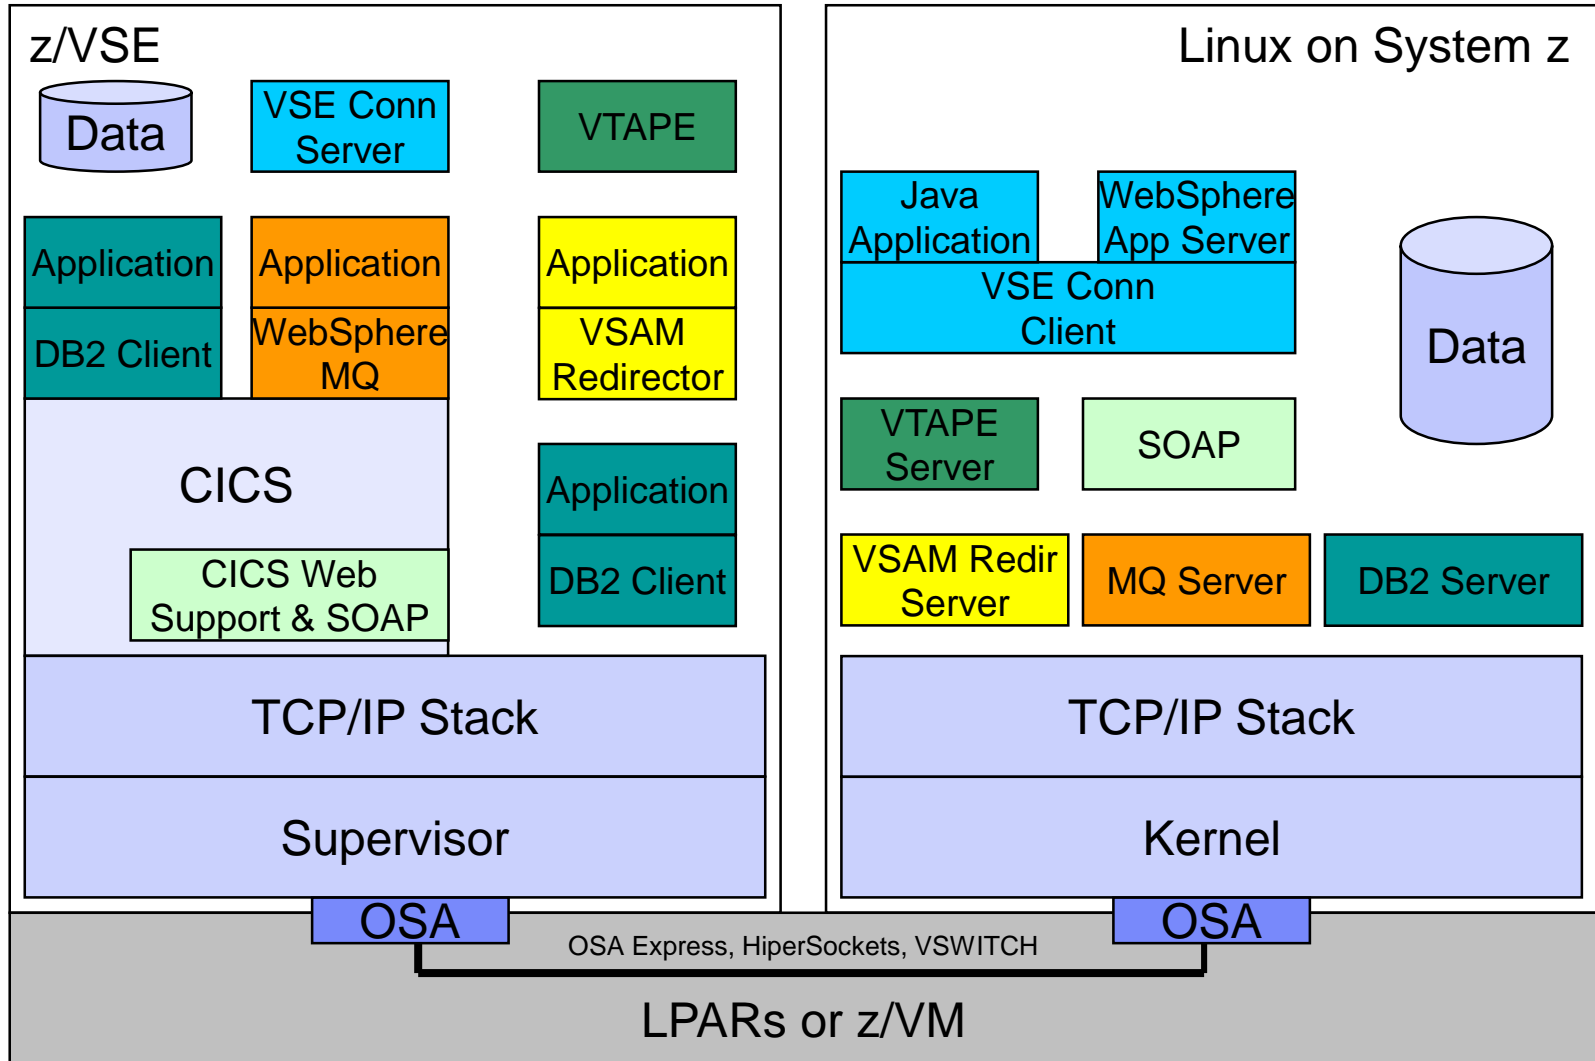 z/VSE
Data
VSE Conn
Server
VTAPE
Application
DB2 Client
Application
WebSphere
MQ
Application
VSAM
Redirector
CICS
CICS Web
Support & SOAP
Application
DB2 Client
TCP/IP Stack
Supervisor
OSA
Linux on System z
Java
Application
WebSphere
App Server
VSE Conn
Client
Data
VTAPE
Server
SOAP
VSAM Redir
Server
MQ Server
DB2 Server
TCP/IP Stack
Kernel
OSA
OSA Express, HiperSockets, VSWITCH
LPARs or z/VM